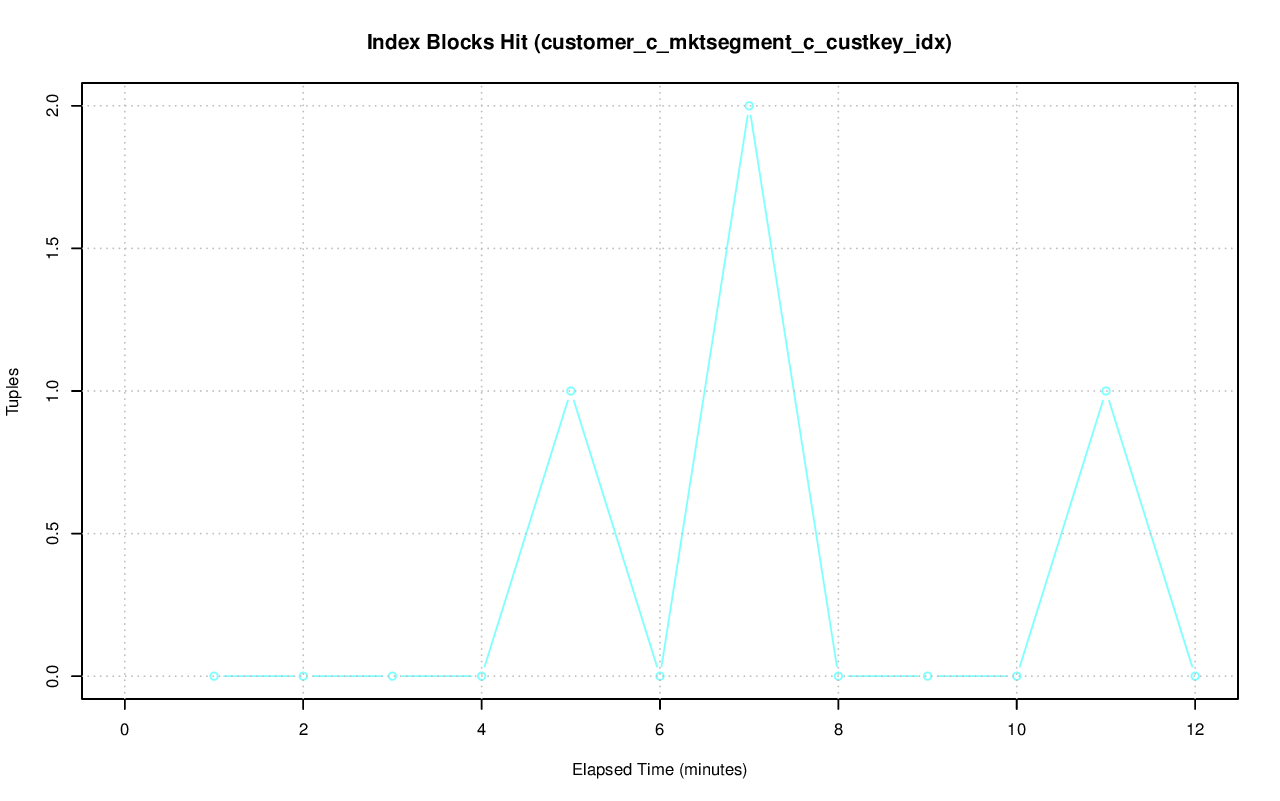 Index Blocks Hit (customer_c_mktsegment_c_custkey_idx)
Tuples
2.0
1.5
1.0
0.5
0.0
0 2 4 6 8 10 12
Elapsed Time (minutes)